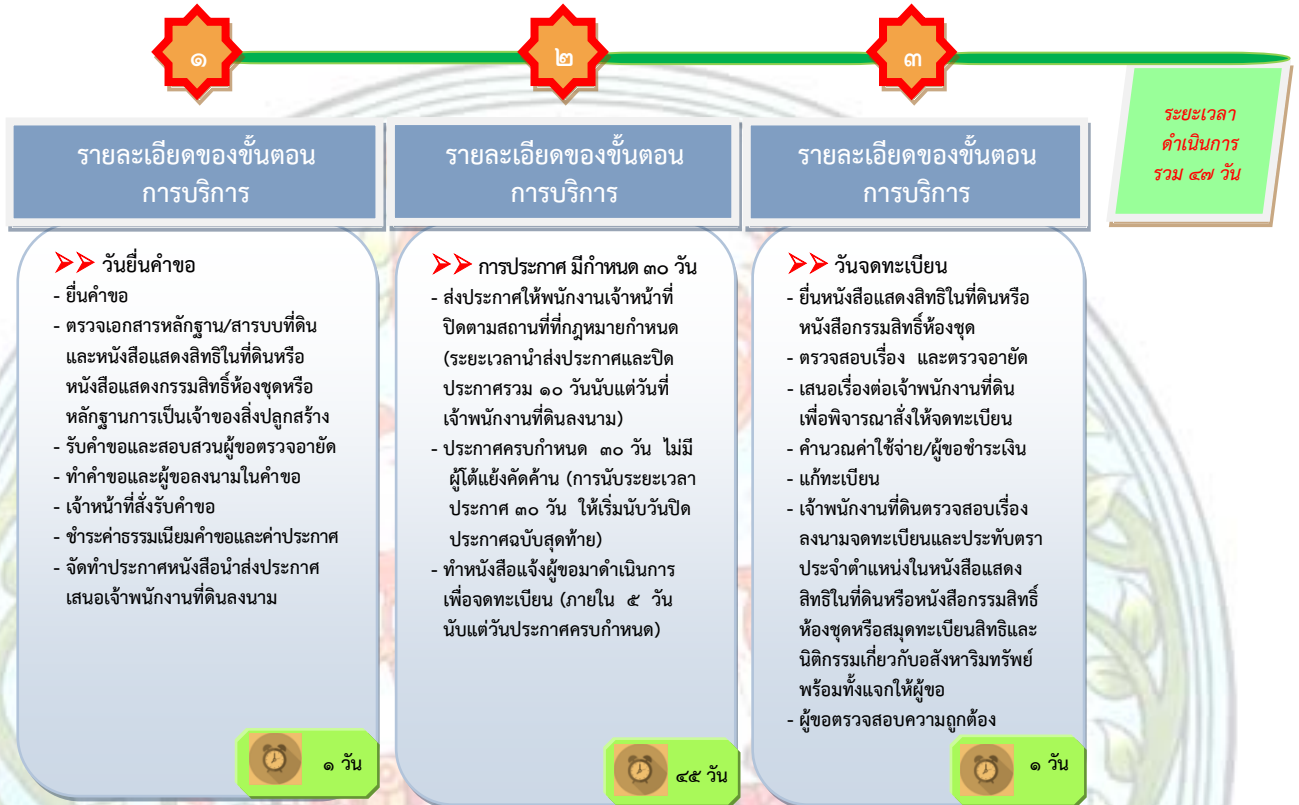 ๑
๒
๓
ระยะเวลา
ดำเนินการ
รวม ๔๗ วัน
รายละเอียดของขั้นตอน
การบริการ
วันยื่นคำขอ
- ยื่นคำขอ
- ตรวจเอกสารหลักฐาน/สารบบที่ดิน
และหนังสือแสดงสิทธิในที่ดินหรือ
หนังสือแสดงกรรมสิทธิ์ห้องชุดหรือ
หลักฐานการเป็นเจ้าของสิ่งปลูกสร้าง
- รับคำขอและสอบสวนผู้ขอตรวจอายัด
- ทำคำขอและผู้ขอลงนามในคำขอ
- เจ้าหน้าที่สั่งรับคำขอ
- ชำระค่าธรรมเนียมคำขอและค่าประกาศ
- จัดทำประกาศหนังสือนำส่งประกาศ
เสนอเจ้าพนักงานที่ดินลงนาม
๑ วัน
รายละเอียดของขั้นตอน
การบริการ
การประกาศ มีกำหนด ๓๐ วัน
- ส่งประกาศให้พนักงานเจ้าหน้าที่
ปิดตามสถานที่ที่กฎหมายกำหนด
(ระยะเวลานำส่งประกาศและปิด
ประกาศรวม ๑๐ วันนับแต่วันที่
เจ้าพนักงานที่ดินลงนาม)
- ประกาศครบกำหนด ๓๐ วัน ไม่มี
ผู้โต้แย้งคัดค้าน (การนับระยะเวลา
ประกาศ ๓๐ วัน ให้เริ่มนับวันปิด
ประกาศฉบับสุดท้าย)
- ทำหนังสือแจ้งผู้ขอมาดำเนินการ
เพื่อจดทะเบียน (ภายใน ๕ วัน
นับแต่วันประกาศครบกำหนด)
๔๕ วัน
รายละเอียดของขั้นตอน
การบริการ
วันจดทะเบียน
- ยื่นหนังสือแสดงสิทธิในที่ดินหรือ
หนังสือกรรมสิทธิ์ห้องชุด
- ตรวจสอบเรื่อง และตรวจอายัด
- เสนอเรื่องต่อเจ้าพนักงานที่ดิน
เพื่อพิจารณาสั่งให้จดทะเบียน
- คำนวณค่าใช้จ่าย/ผู้ขอชำระเงิน
- แก้ทะเบียน
- เจ้าพนักงานที่ดินตรวจสอบเรื่อง
ลงนามจดทะเบียนและประทับตรา
ประจำตำแหน่งในหนังสือแสดง
สิทธิในที่ดินหรือหนังสือกรรมสิทธิ์
ห้องชุดหรือสมุดทะเบียนสิทธิและ
นิติกรรมเกี่ยวกับอสังหาริมทรัพย์
พร้อมทั้งแจกให้ผู้ขอ
- ผู้ขอตรวจสอบความถูกต้อง
๑ วัน